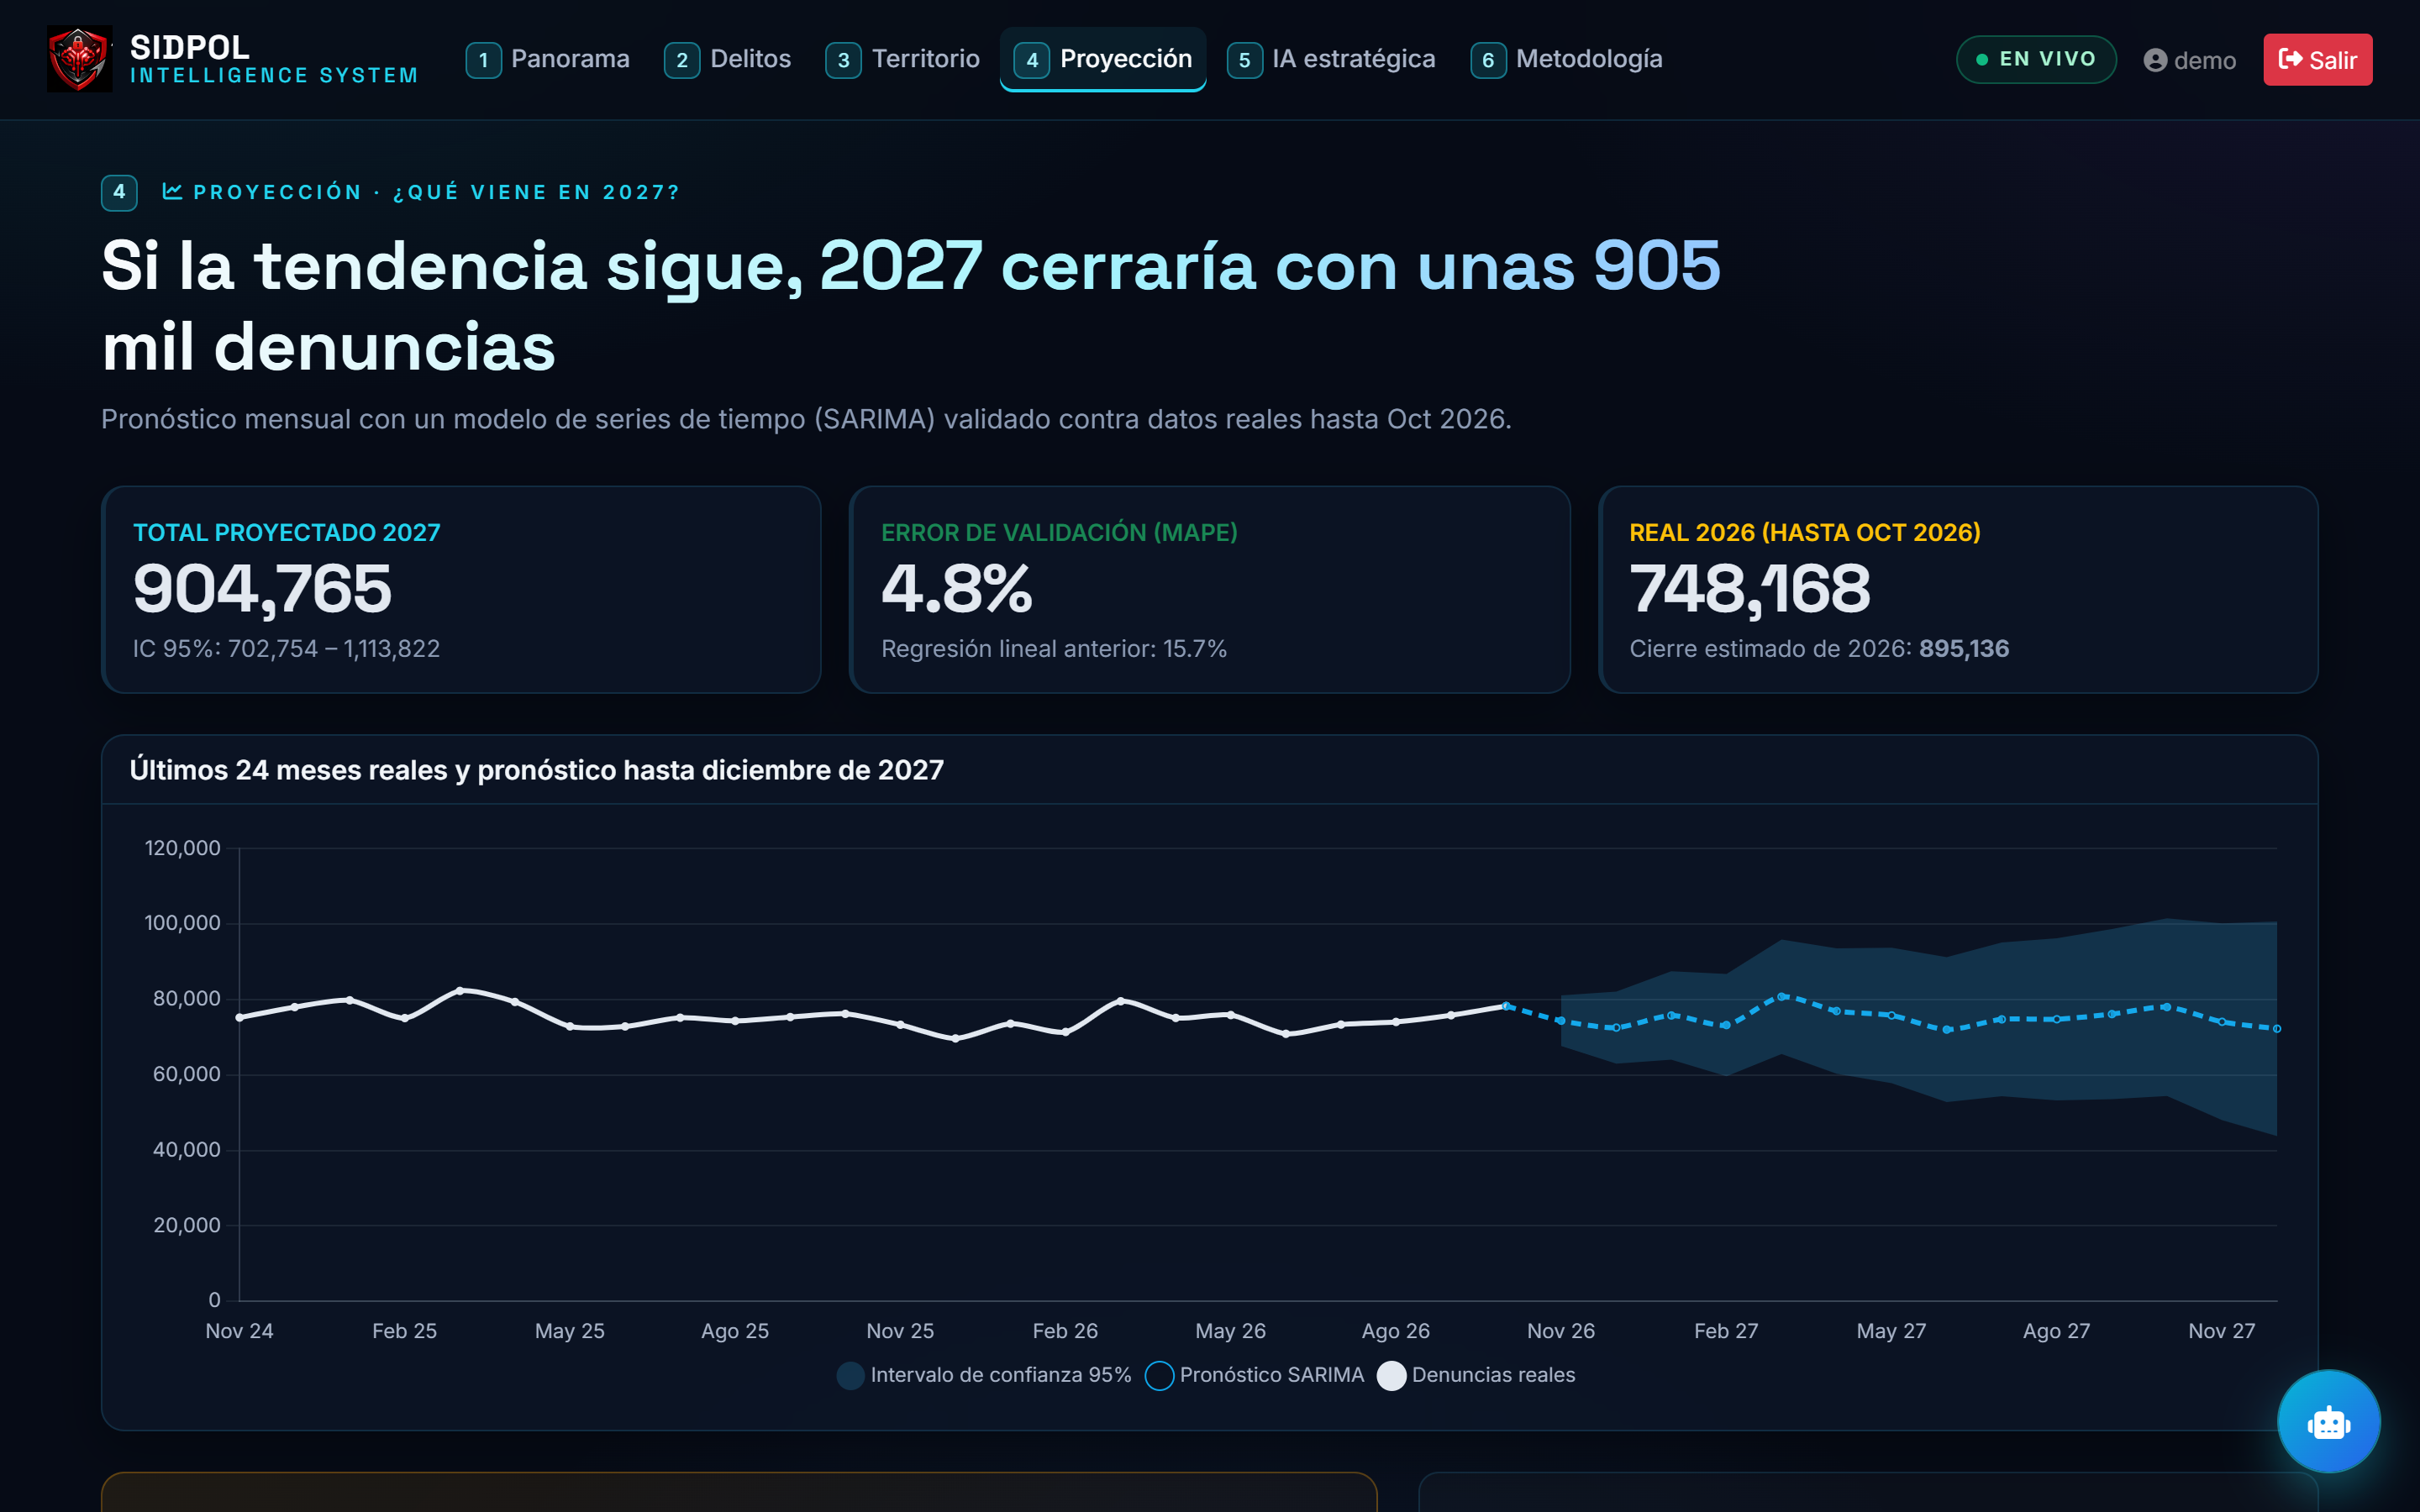 SIDPOL
INTELLIGENCE SYSTEM
1 Panorama
2 Delitos
3 Territorio
4 Proyección
5 IA estratégica
6 Metodología
EN VIVO
demo
Salir
4 PROYECCIÓN · ¿QUÉ VIENE EN 2027?
Si la tendencia sigue, 2027 cerraría con unas 905
mil denuncias
Pronóstico mensual con un modelo de series de tiempo (SARIMA) validado contra datos reales hasta Oct 2026.
TOTAL PROYECTADO 2027
904,765
IC 95%: 702,754 – 1,113,822
ERROR DE VALIDACIÓN (MAPE)
4.8%
Regresión lineal anterior: 15.7%
REAL 2026 (HASTA OCT 2026)
748,168
Cierre estimado de 2026: 895,136
Últimos 24 meses reales y pronóstico hasta diciembre de 2027
120,000
100,000
80,000
60,000
40,000
20,000
0
Nov 24 Feb 25 May 25 Ago 25 Nov 25 Feb 26 May 26 Ago 26 Nov 26 Feb 27 May 27 Ago 27 Nov 27
Intervalo de confianza 95% Pronóstico SARIMA Denuncias reales